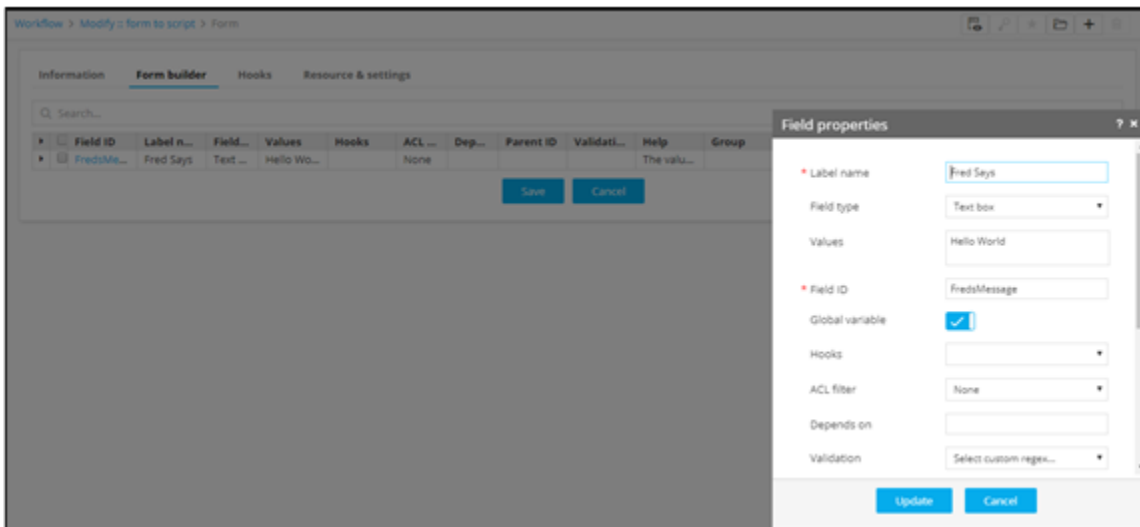 Workflow > Modify :: form to script > Form
Information Form builder Hooks Resource & settings
Search...
Field ID Label n... Field... Values Hooks ACL ... Dep... Parent ID Validati... Help Group
FredsMe... Fred Says Text ... Hello Wo... None The valu...
Save Cancel
Field properties ? ×
* Label name Fred Says
Field type Text box
Values Hello World
* Field ID FredsMessage
Global variable
Hooks
ACL filter None
Depends on
Validation Select custom regex...
Update Cancel